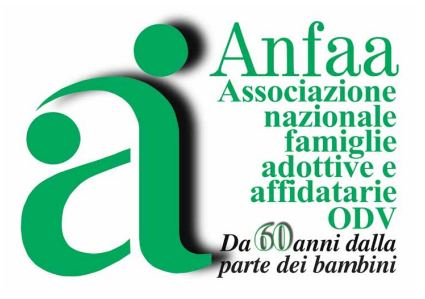 Anfaa
Associazione
nazionale
famiglie
adottive e
affidatarie
ODV
Da 60 anni dalla
parte dei bambini